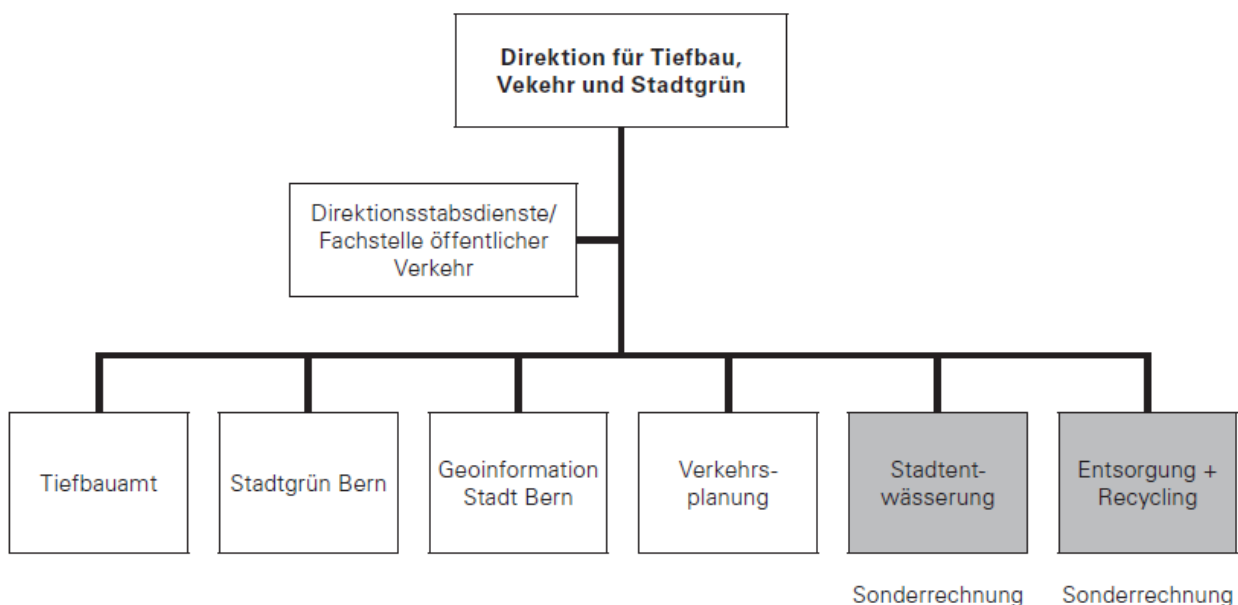 Direktion für Tiefbau,
Vekehr und Stadtgrün
Direktionsstabsdienste/
Fachstelle öffentlicher
Verkehr
Tiefbauamt
Stadtgrün Bern
Geoinformation
Stadt Bern
Verkehrs-
planung
Stadtent-
wässerung
Entsorgung +
Recycling
Sonderrechnung
Sonderrechnung